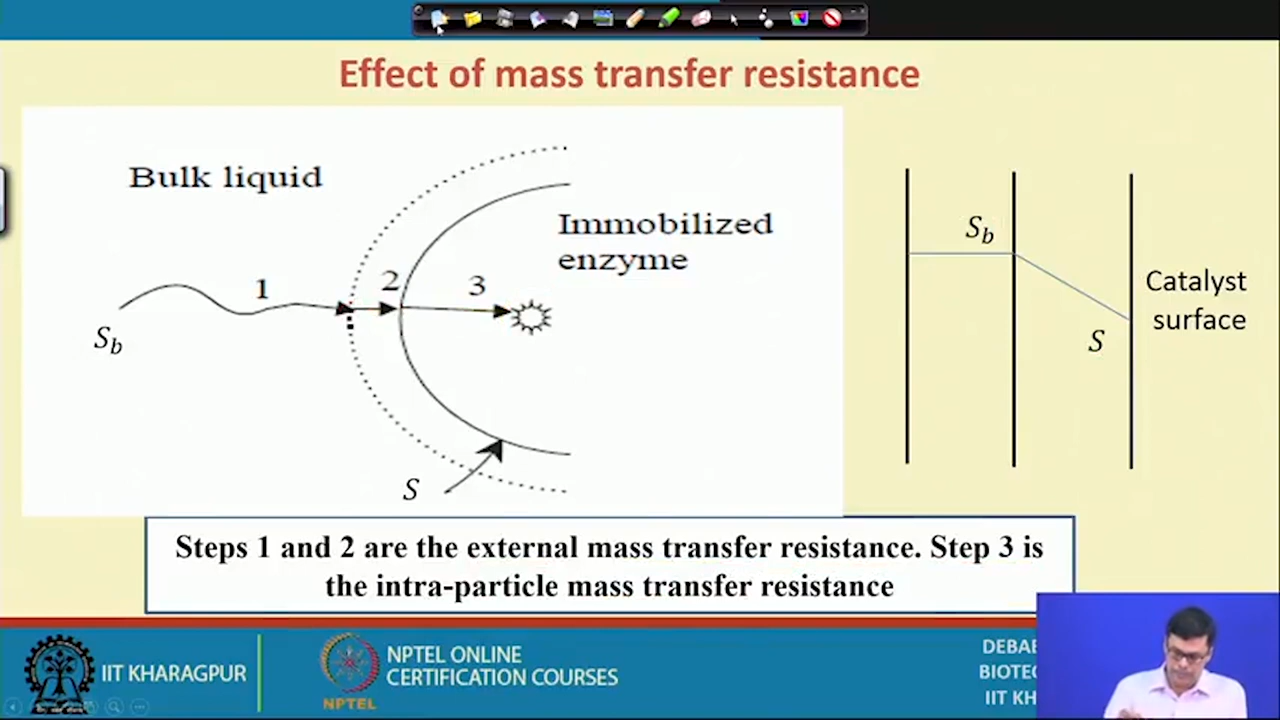 Effect of mass transfer resistance
Bulk liquid
Immobilized
enzyme
1
2
3
S_b
S
S_b
Catalyst
surface
S
Steps 1 and 2 are the external mass transfer resistance. Step 3 is
the intra-particle mass transfer resistance
IIT KHARAGPUR
NPTEL
NPTEL ONLINE
CERTIFICATION COURSES
DEBAB
BIOTEC
IIT KH